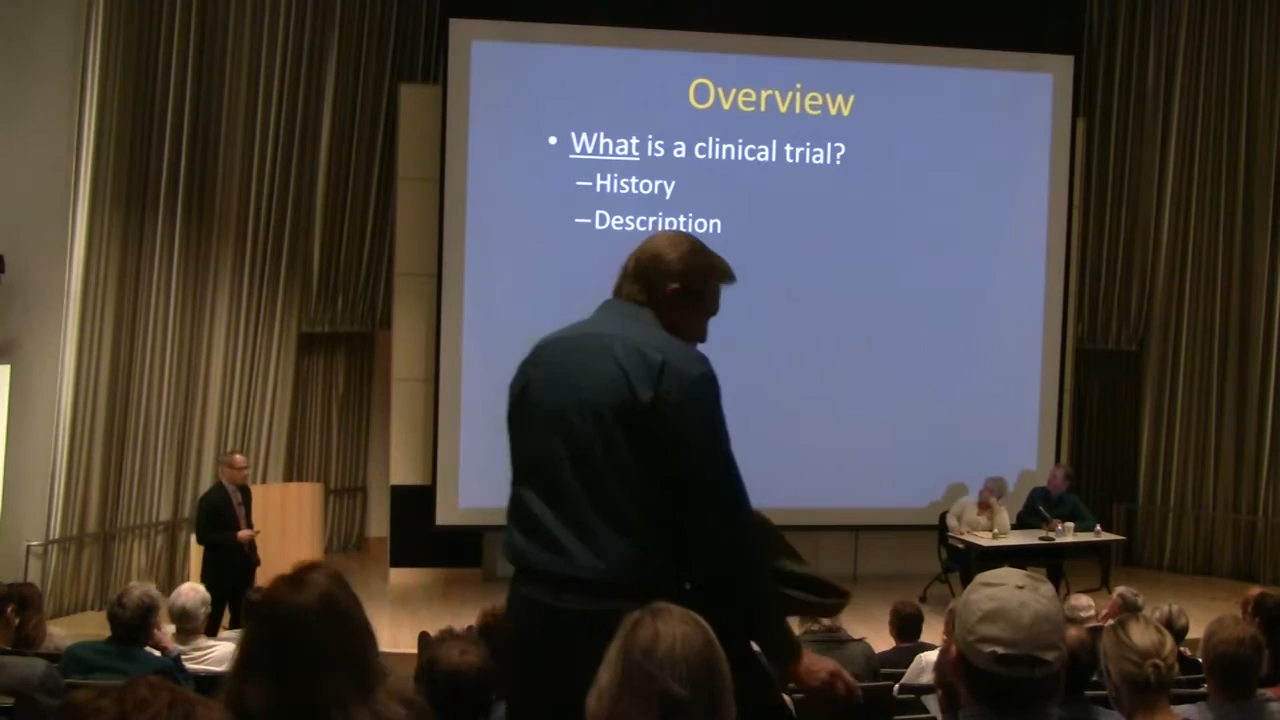 Overview
• What is a clinical trial?
–History
–Description